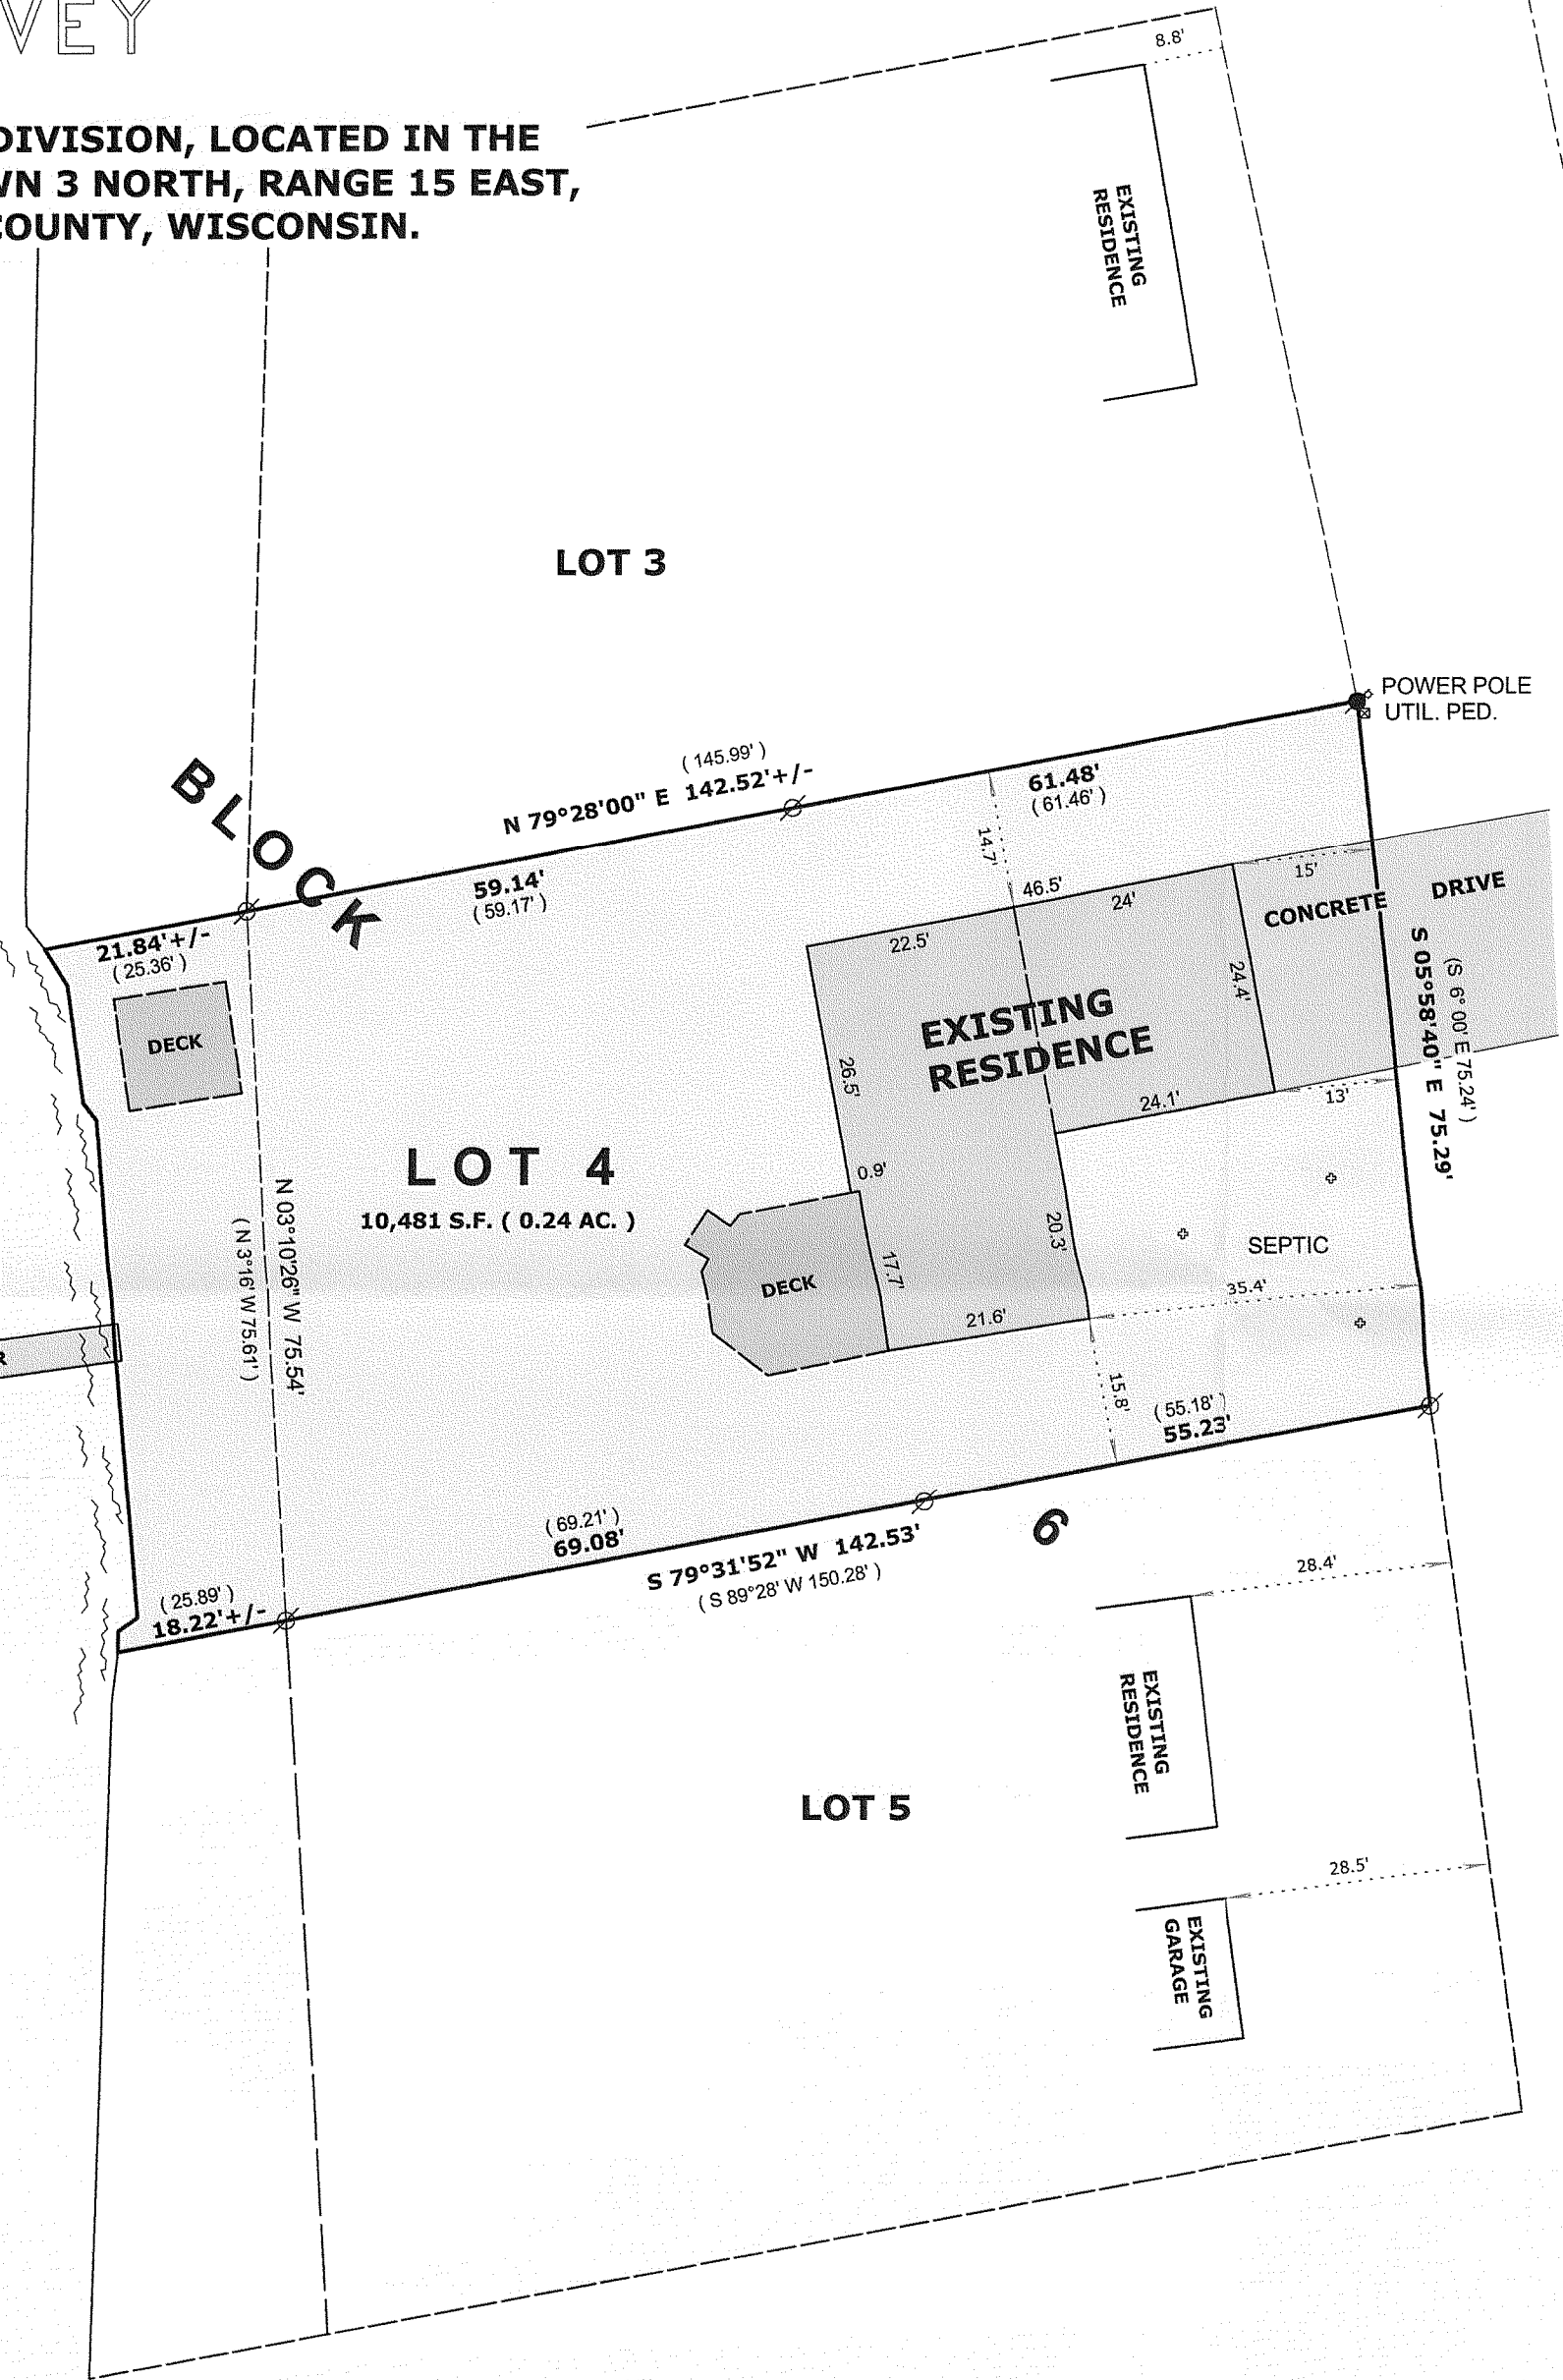 VEY
DIVISION, LOCATED IN THE
WN 3 NORTH, RANGE 15 EAST,
COUNTY, WISCONSIN.
8.8'
EXISTING
RESIDENCE
LOT 3
POWER POLE
UTIL. PED.
BLOCK
( 145.99' )
N 79°28'00" E 142.52'+/-
61.48'
( 61.46' )
59.14'
( 59.17' )
21.84'+/-
( 25.36' )
14.7'
46.5'
24'
15'
CONCRETE DRIVE
22.5'
24.4'
DECK
EXISTING
RESIDENCE
26.5'
24.1'
13'
S 05°58'40" E 75.29'
(S 6° 00' E 75.24' )
LOT 4
10,481 S.F. ( 0.24 AC. )
0.9'
N 03°10'26" W 75.54'
( N 3°16' W 75.61' )
20.3'
SEPTIC
DECK
17.7'
35.4'
21.6'
R
15.8'
( 55.18' )
55.23'
( 69.21' )
69.08'
S 79°31'52" W 142.53'
( S 89°28' W 150.28' )
6
( 25.89' )
18.22'+/-
28.4'
EXISTING
RESIDENCE
LOT 5
28.5'
EXISTING
GARAGE